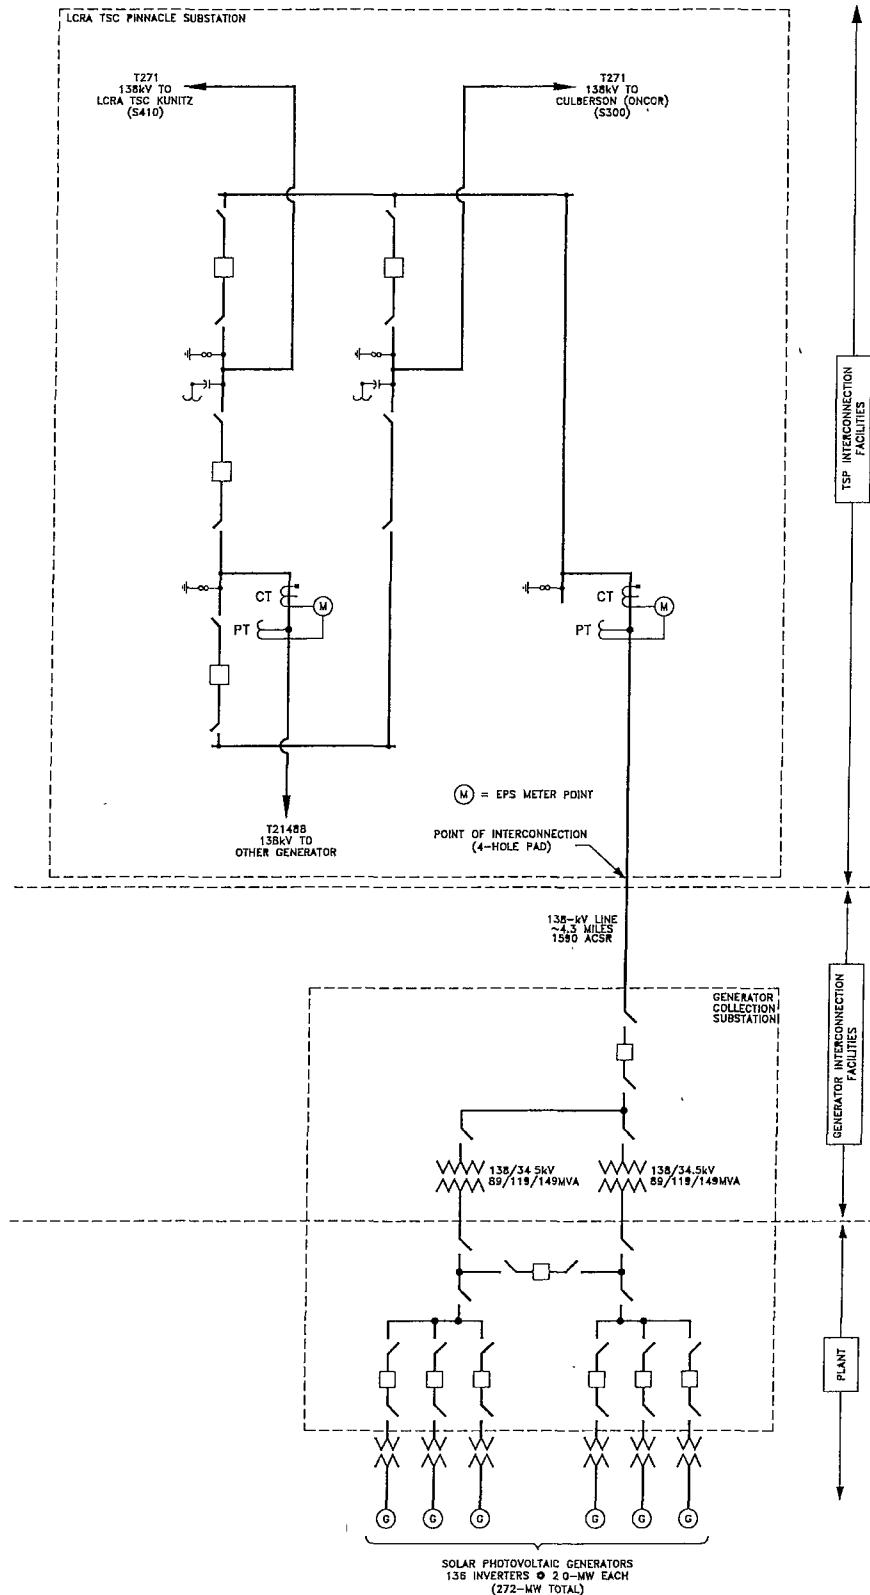 LCRA TSC PINNACLE SUBSTATION
T271
138kV TO
LCRA TSC KUNITZ
(S410)
T271
138kV TO
CULBERSON (ONCOR)
(S300)
TSP INTERCONNECTION
FACILITIES
CT
M
PT
CT
M
PT
M = EPS METER POINT
T2148B
138kV TO
OTHER GENERATOR
POINT OF INTERCONNECTION
(4-HOLE PAD)
138-kV LINE
~4.3 MILES
1590 ACSR
GENERATOR
COLLECTION
SUBSTATION
GENERATOR INTERCONNECTION
FACILITIES
138/34.5kV
89/119/149MVA
138/34.5kV
89/119/149MVA
PLANT
G G G G G G
SOLAR PHOTOVOLTAIC GENERATORS
136 INVERTERS @ 2.0-MW EACH
(272-MW TOTAL)